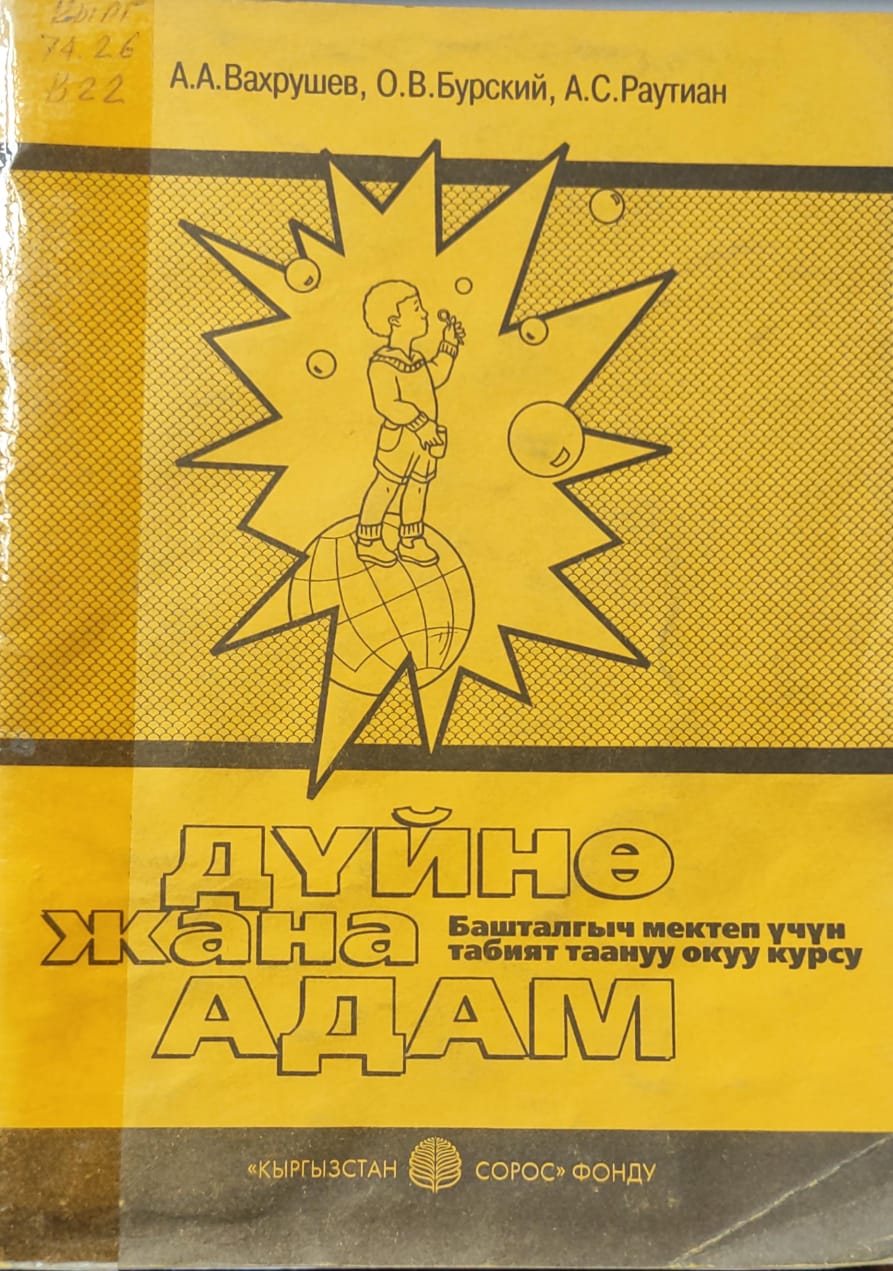 Кырг
74.26
В22
А.А.Вахрушев, О.В.Бурский, А.С.Раутиан
ДҮЙНӨ
жана
АДАМ
Башталгыч мектеп үчүн
табият таануу окуу курсу
«КЫРГЫЗСТАН СОРОС» ФОНДУ